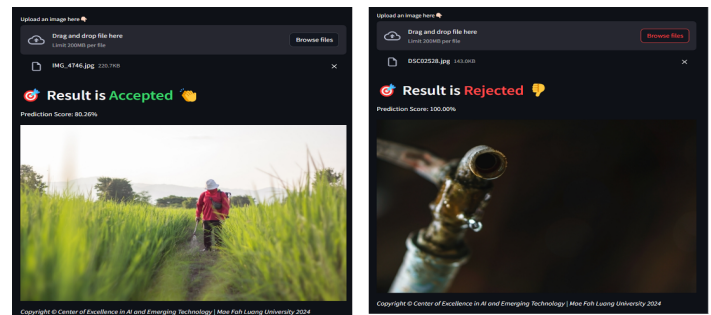 Upload an image here 👇🏻
Drag and drop file here
Limit 200MB per file
Browse files
IMG_4746.jpg 220.7KB
×
🎯 Result is Accepted 👏
Prediction Score: 80.26%
Copyright © Center of Excellence in AI and Emerging Technology | Mae Fah Luang University 2024
Upload an image here 👇🏻
Drag and drop file here
Limit 200MB per file
Browse files
DSC02528.jpg 143.0KB
×
🎯 Result is Rejected 👎
Prediction Score: 100.00%
Copyright © Center of Excellence in AI and Emerging Technology | Mae Fah Luang University 2024